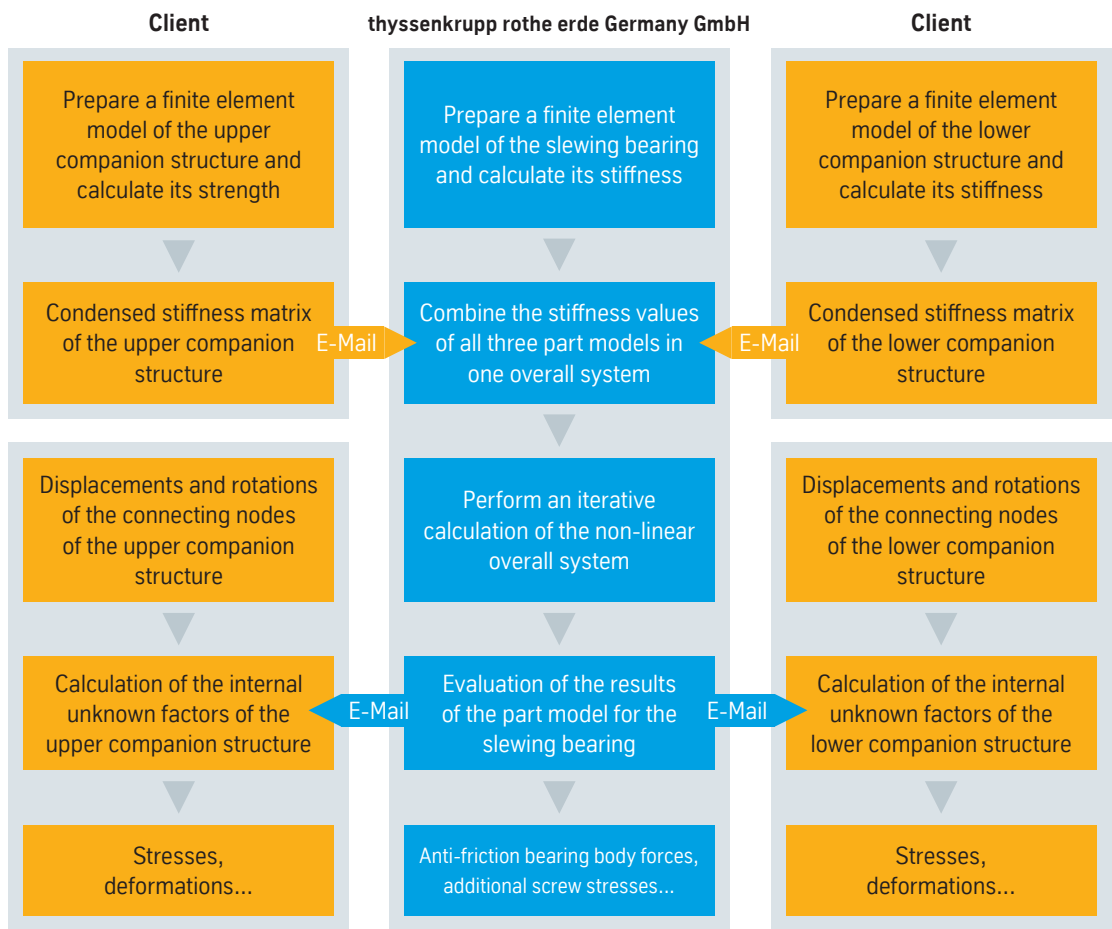 Client
thyssenkrupp rothe erde Germany GmbH
Client
Prepare a finite element
model of the upper
companion structure and
calculate its strength
Prepare a finite element
model of the slewing bearing
and calculate its stiffness
Prepare a finite element
model of the lower
companion structure and
calculate its stiffness
Condensed stiffness matrix
of the upper companion
structure
E-Mail
Combine the stiffness values
of all three part models in
one overall system
E-Mail
Condensed stiffness matrix
of the lower companion
structure
Displacements and rotations
of the connecting nodes
of the upper companion
structure
Perform an iterative
calculation of the non-linear
overall system
Displacements and rotations
of the connecting nodes
of the lower companion
structure
Calculation of the internal
unknown factors of the
upper companion structure
E-Mail
Evaluation of the results
of the part model for the
slewing bearing
E-Mail
Calculation of the internal
unknown factors of the
lower companion structure
Stresses,
deformations...
Anti-friction bearing body forces,
additional screw stresses...
Stresses,
deformations...